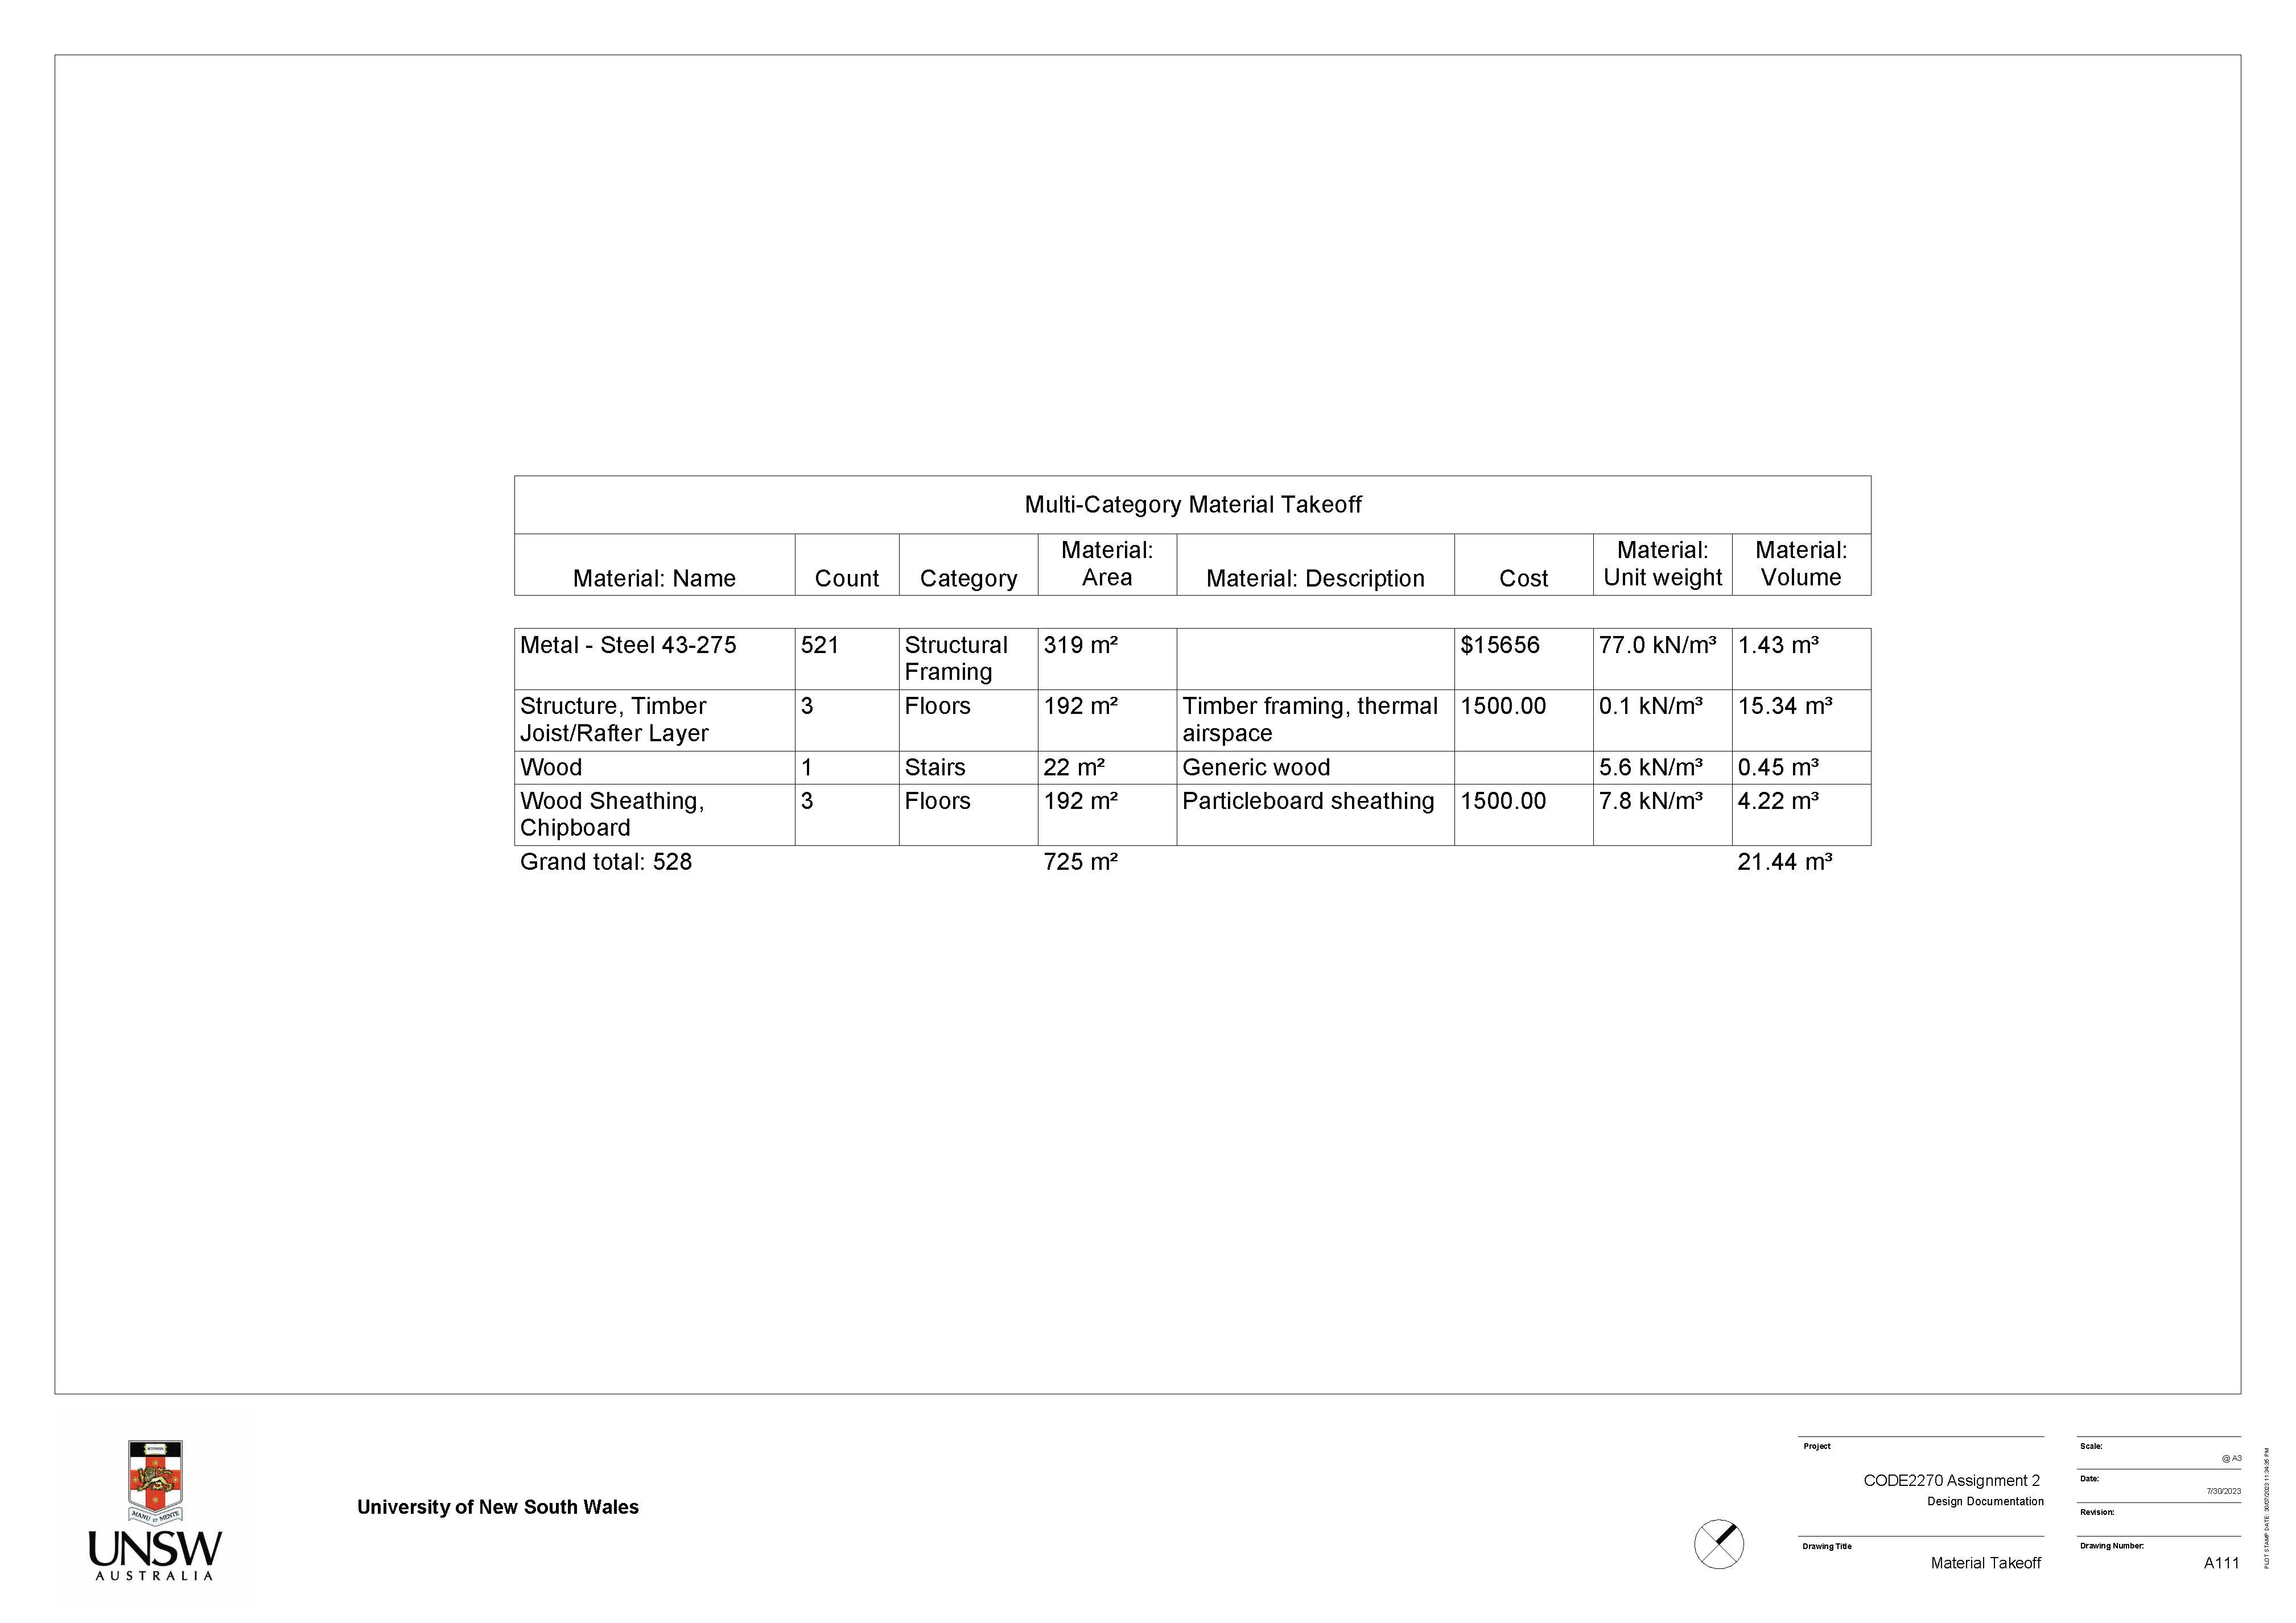 Multi-Category Material Takeoff
Material: Name Count Category Material: Area Material: Description Cost Material: Unit weight Material: Volume
Metal - Steel 43-275 521 Structural Framing 319 m² $15656 77.0 kN/m³ 1.43 m³
Structure, Timber Joist/Rafter Layer 3 Floors 192 m² Timber framing, thermal airspace 1500.00 0.1 kN/m³ 15.34 m³
Wood 1 Stairs 22 m² Generic wood 5.6 kN/m³ 0.45 m³
Wood Sheathing, Chipboard 3 Floors 192 m² Particleboard sheathing 1500.00 7.8 kN/m³ 4.22 m³
Grand total: 528 725 m² 21.44 m³
MANU ET MENTE
UNSW
AUSTRALIA
University of New South Wales
Project
CODE2270 Assignment 2
Design Documentation
Drawing Title
Material Takeoff
Scale:
@ A3
Date:
7/30/2023
Revision:
Drawing Number:
A111
PLOT STAMP DATE: 30/07/2023 11:34:35 PM